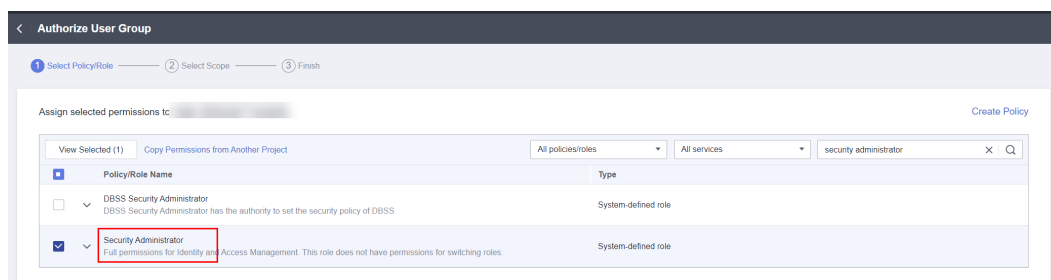 Authorize User Group
1 Select Policy/Role 2 Select Scope 3 Finish
Assign selected permissions to
Create Policy
View Selected (1) Copy Permissions from Another Project All policies/roles All services security administrator
Policy/Role Name Type
DBSS Security Administrator
DBSS Security Administrator has the authority to set the security policy of DBSS
System-defined role
Security Administrator
Full permissions for Identity and Access Management. This role does not have permissions for switching roles.
System-defined role